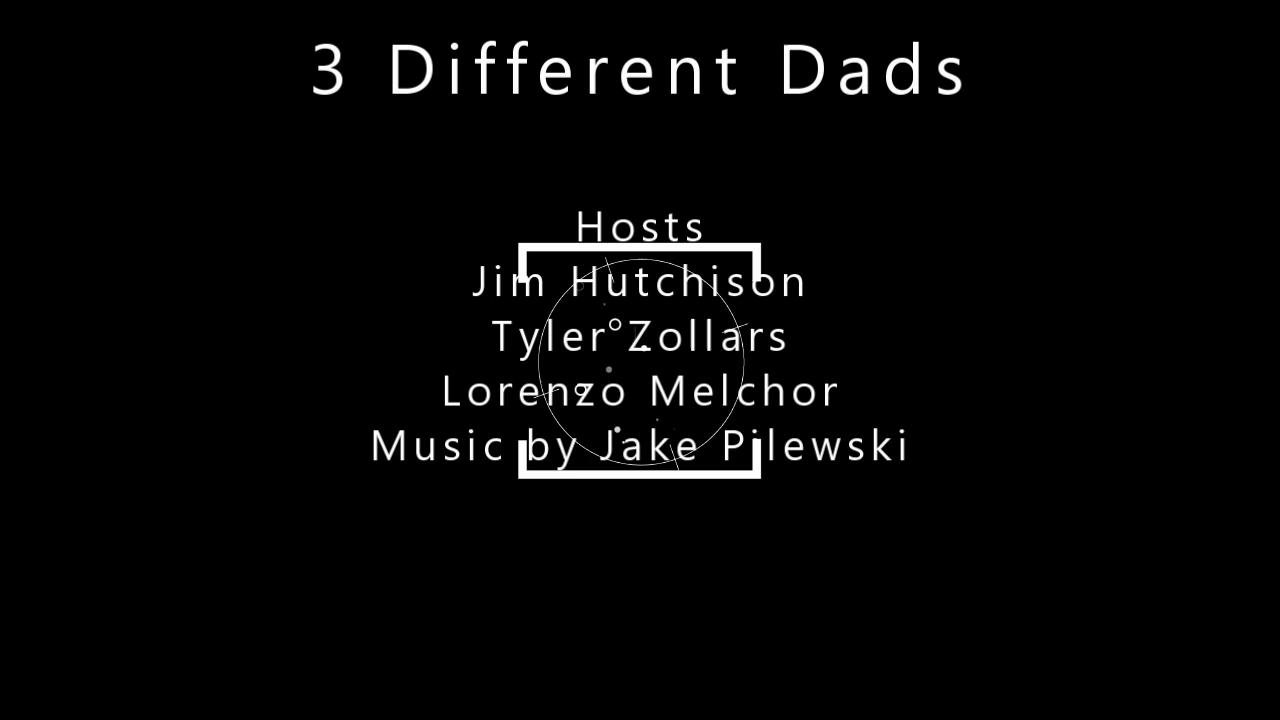 3 Different Dads
Hosts
Jim Hutchison
Tyler Zollars
Lorenzo Melchor
Music by Jake Pilewski